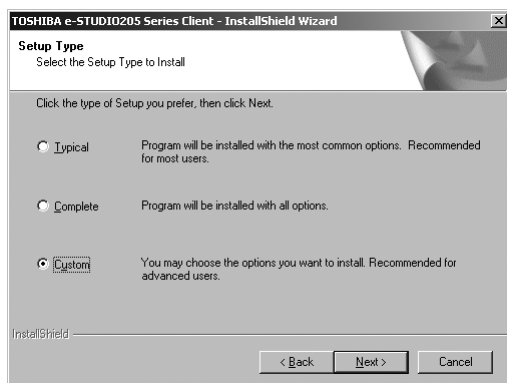 TOSHIBA e-STUDIO205 Series Client - InstallShield Wizard
Setup Type
Select the Setup Type to Install
Click the type of Setup you prefer, then click Next.
Typical
Program will be installed with the most common options. Recommended
for most users.
Complete
Program will be installed with all options.
Custom
You may choose the options you want to install. Recommended for
advanced users.
InstallShield
< Back
Next >
Cancel